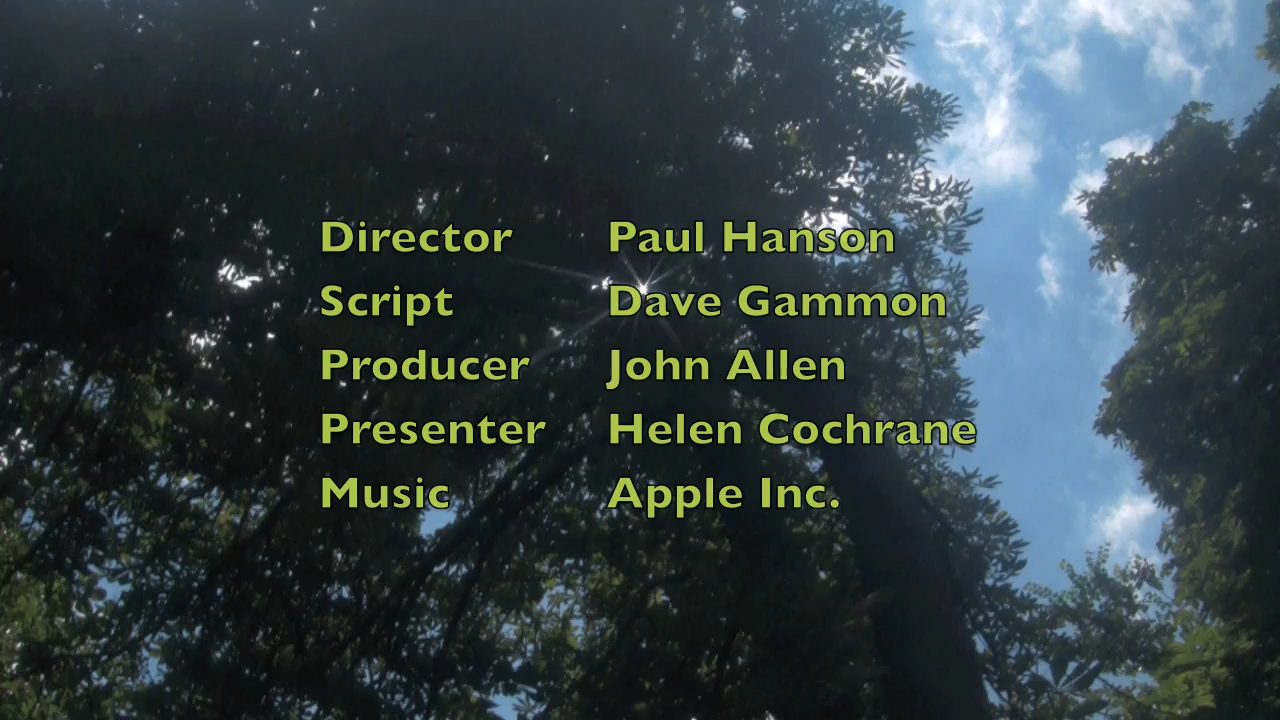 Director Paul Hanson
Script Dave Gammon
Producer John Allen
Presenter Helen Cochrane
Music Apple Inc.